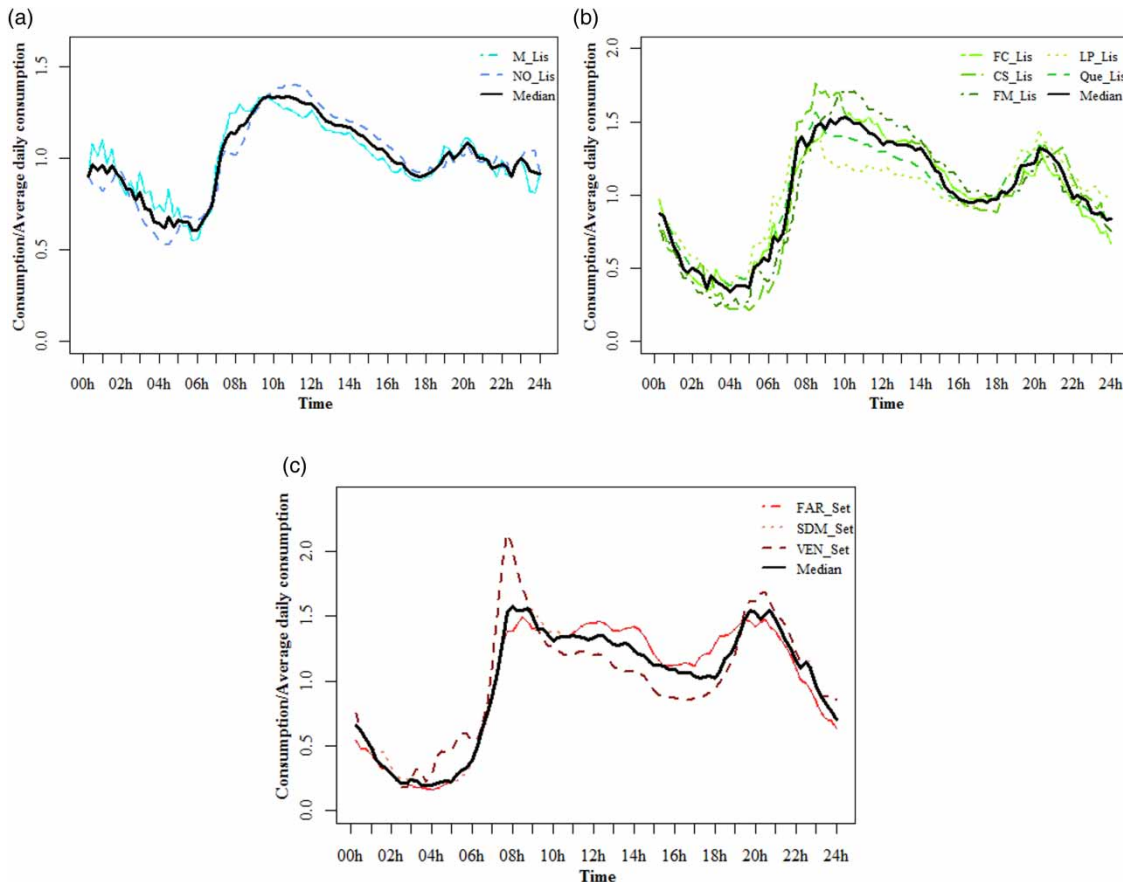 (a)
Consumption/Average daily consumption
1.5
1.0
0.5
0.0
M_Lis
NO_Lis
Median
00h 02h 04h 06h 08h 10h 12h 14h 16h 18h 20h 22h 24h
Time
(b)
Consumption/Average daily consumption
2.0
1.5
1.0
0.5
0.0
FC_Lis LP_Lis
CS_Lis Que_Lis
FM_Lis Median
00h 02h 04h 06h 08h 10h 12h 14h 16h 18h 20h 22h 24h
Time
(c)
Consumption/Average daily consumption
2.0
1.5
1.0
0.5
0.0
FAR_Set
SDM_Set
VEN_Set
Median
00h 02h 04h 06h 08h 10h 12h 14h 16h 18h 20h 22h 24h
Time